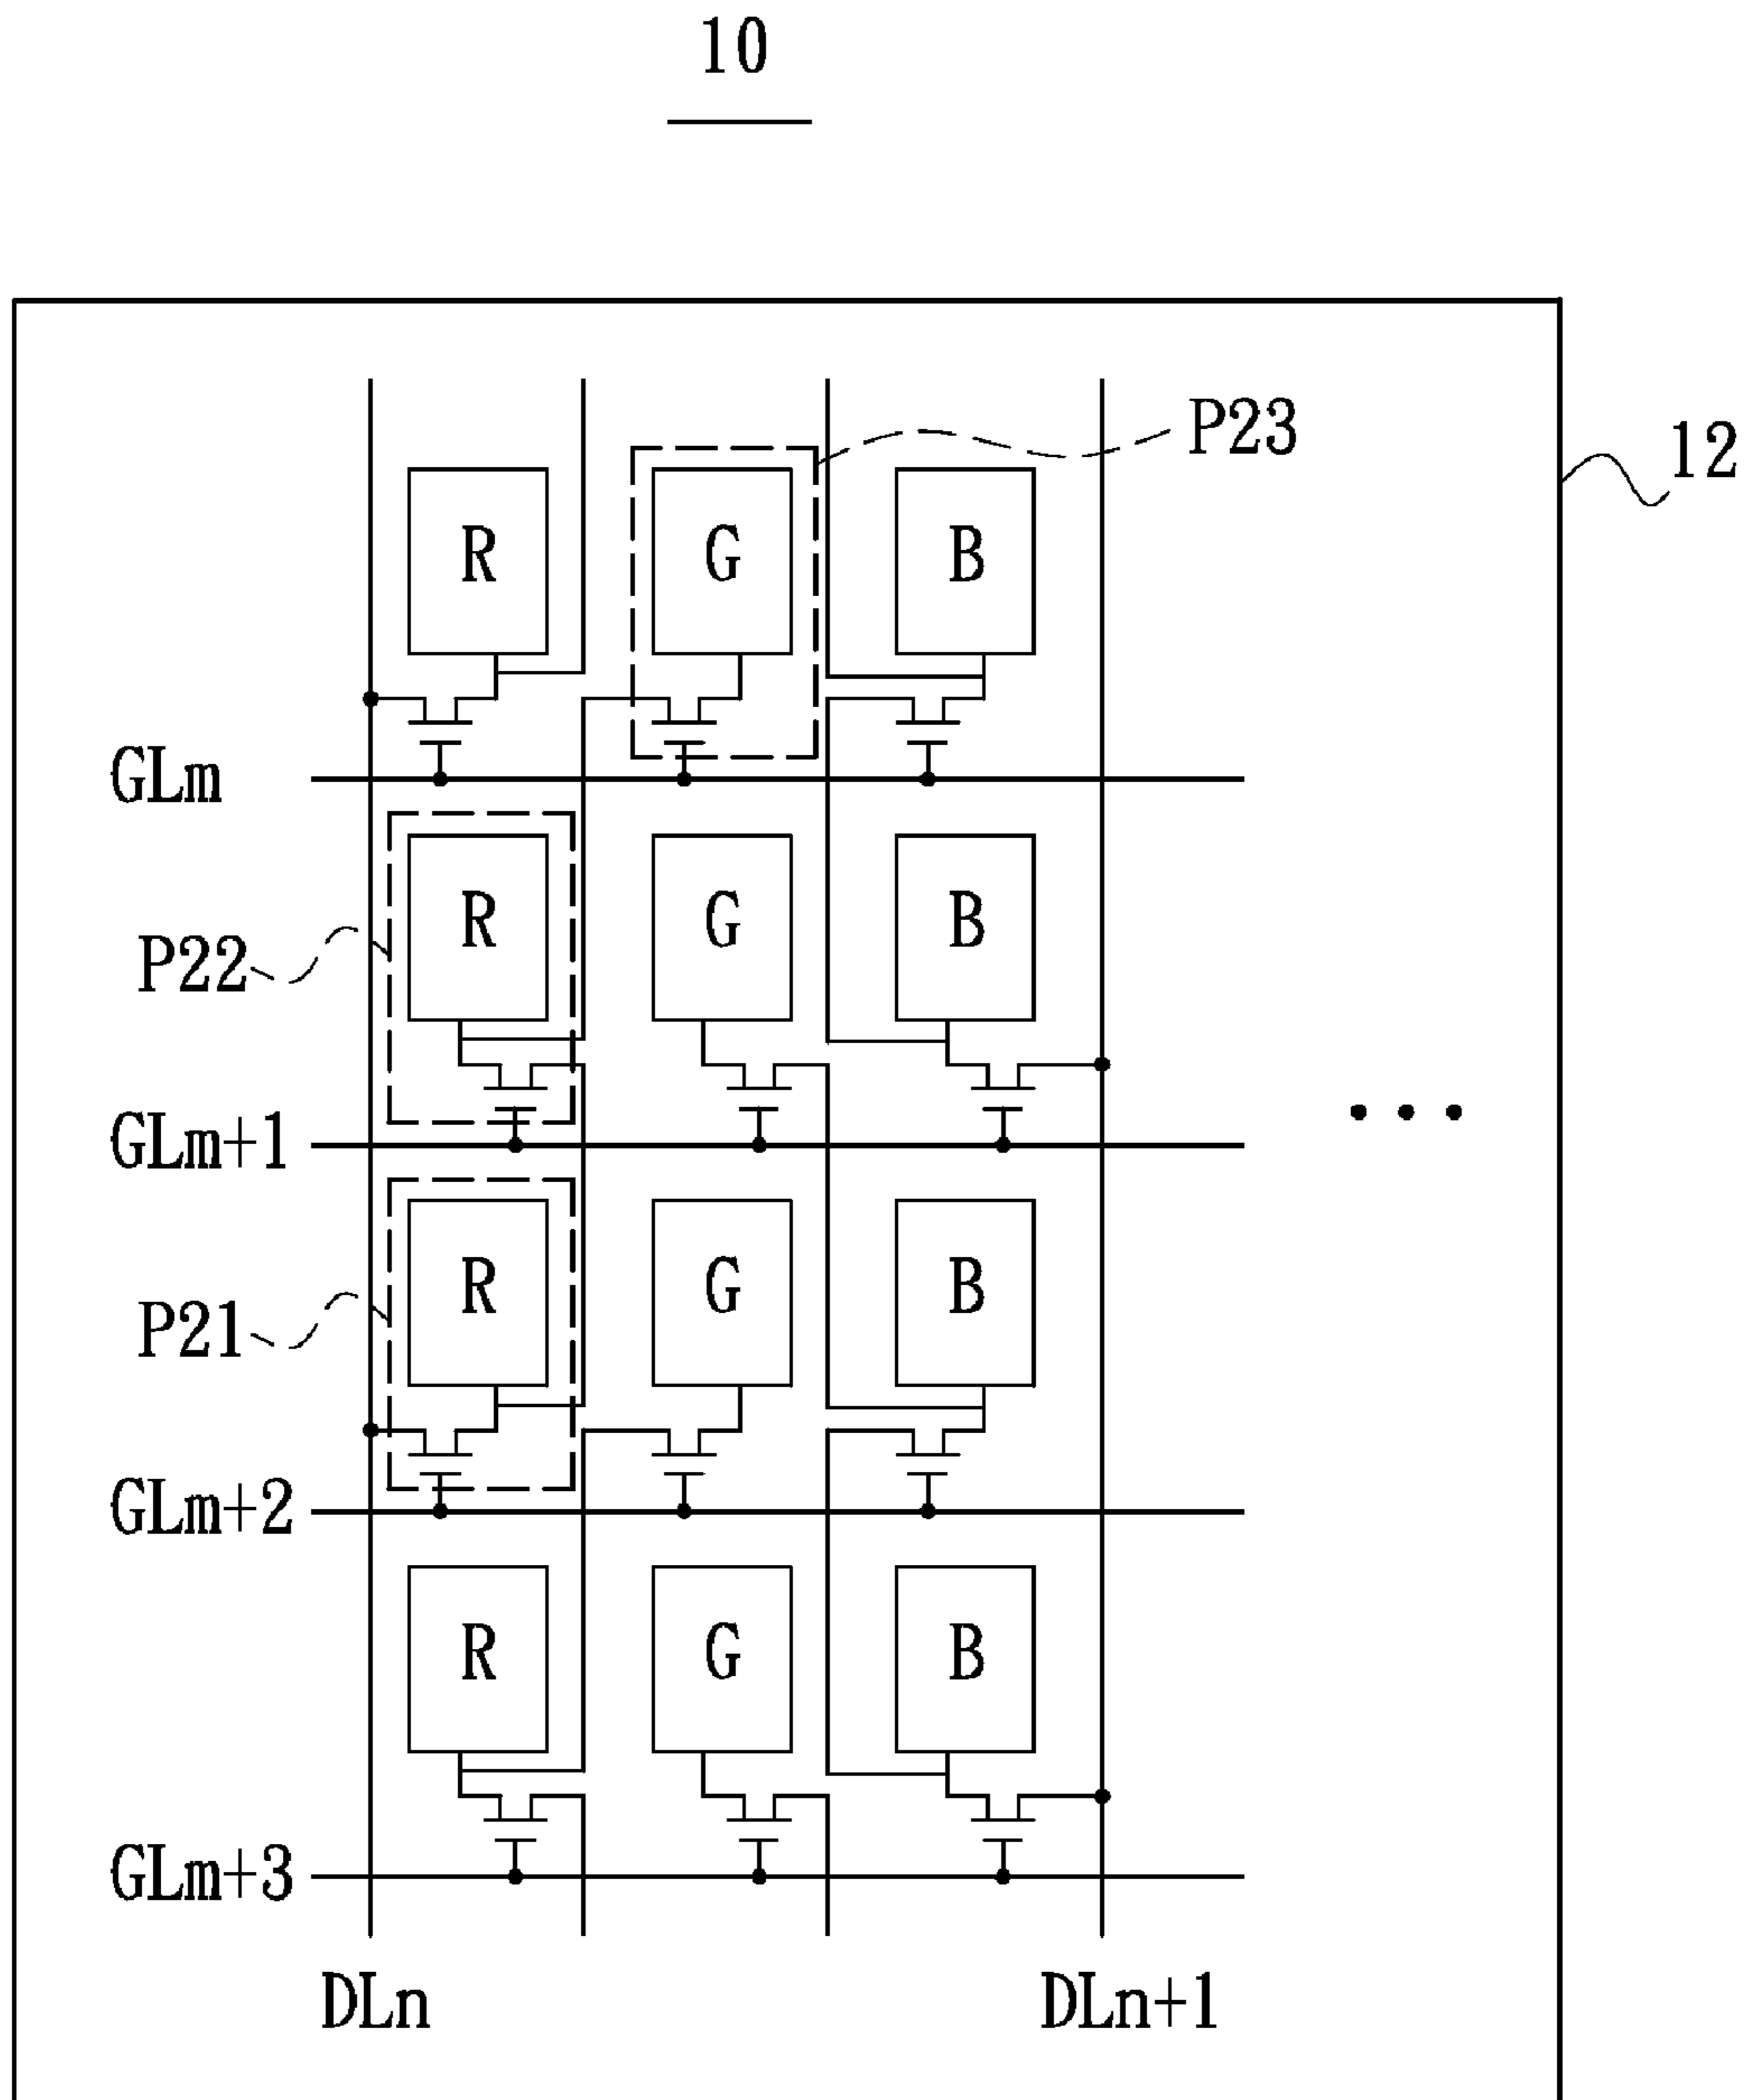 10
P23
12
R G B
GLm
R G B
P22
GLm+1
R G B
P21
GLm+2
R G B
GLm+3
DLn DLn+1